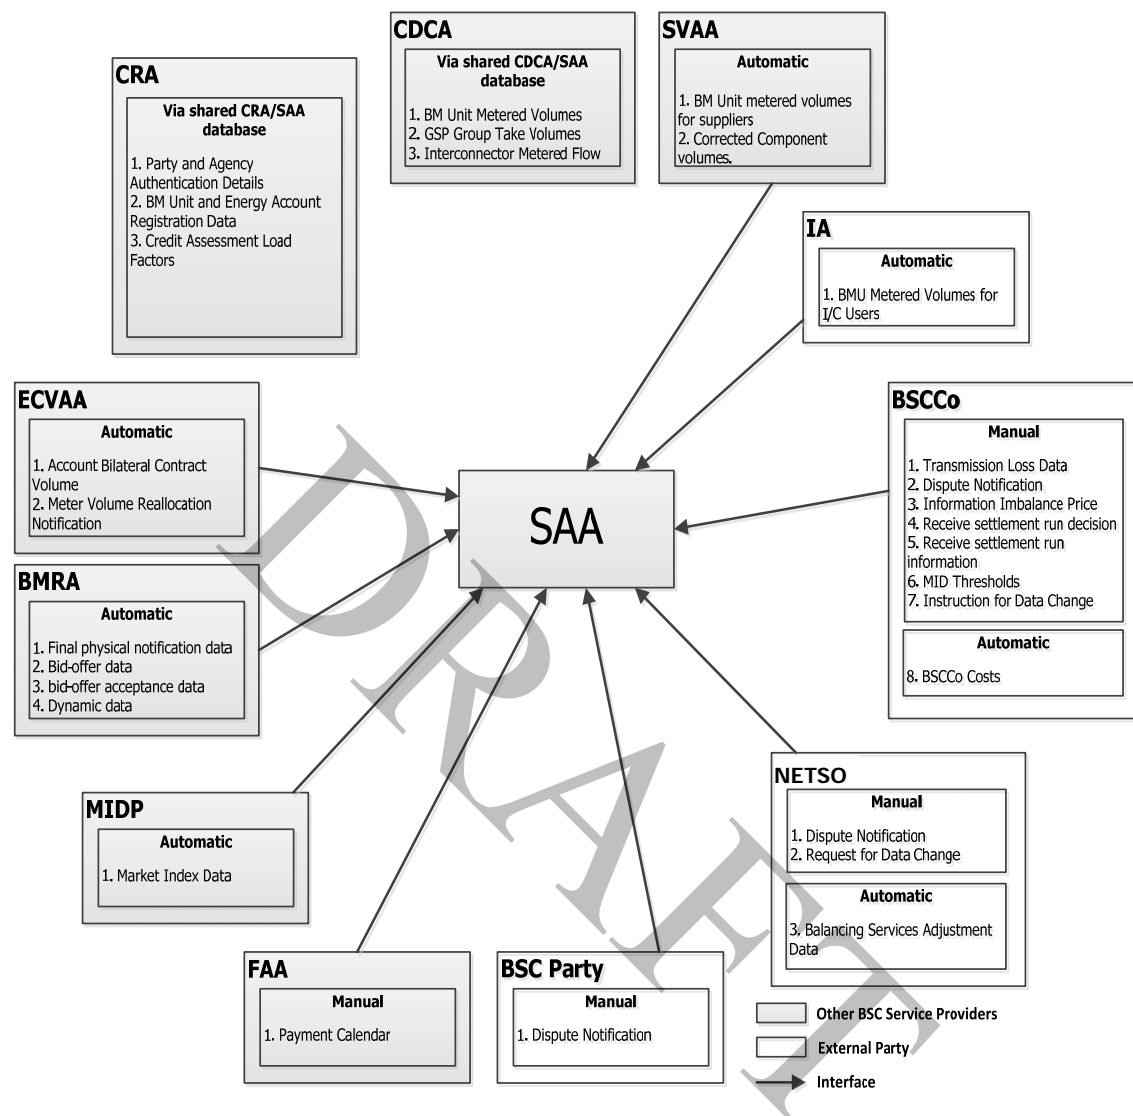 CRA
Via shared CRA/SAA
database
1. Party and Agency
Authentication Details
2. BM Unit and Energy Account
Registration Data
3. Credit Assessment Load
Factors
CDCA
Via shared CDCA/SAA
database
1. BM Unit Metered Volumes
2. GSP Group Take Volumes
3. Interconnector Metered Flow
SVAA
Automatic
1. BM Unit metered volumes
for suppliers
2. Corrected Component
volumes.
IA
Automatic
1. BMU Metered Volumes for
I/C Users
ECVAA
Automatic
1. Account Bilateral Contract
Volume
2. Meter Volume Reallocation
Notification
SAA
BSCCo
Manual
1. Transmission Loss Data
2. Dispute Notification
3. Information Imbalance Price
4. Receive settlement run decision
5. Receive settlement run
information
6. MID Thresholds
7. Instruction for Data Change
Automatic
8. BSCCo Costs
BMRA
Automatic
1. Final physical notification data
2. Bid-offer data
3. bid-offer acceptance data
4. Dynamic data
MIDP
Automatic
1. Market Index Data
NETSO
Manual
1. Dispute Notification
2. Request for Data Change
Automatic
3. Balancing Services Adjustment
Data
FAA
Manual
1. Payment Calendar
BSC Party
Manual
1. Dispute Notification
Other BSC Service Providers
External Party
Interface
DRAFT